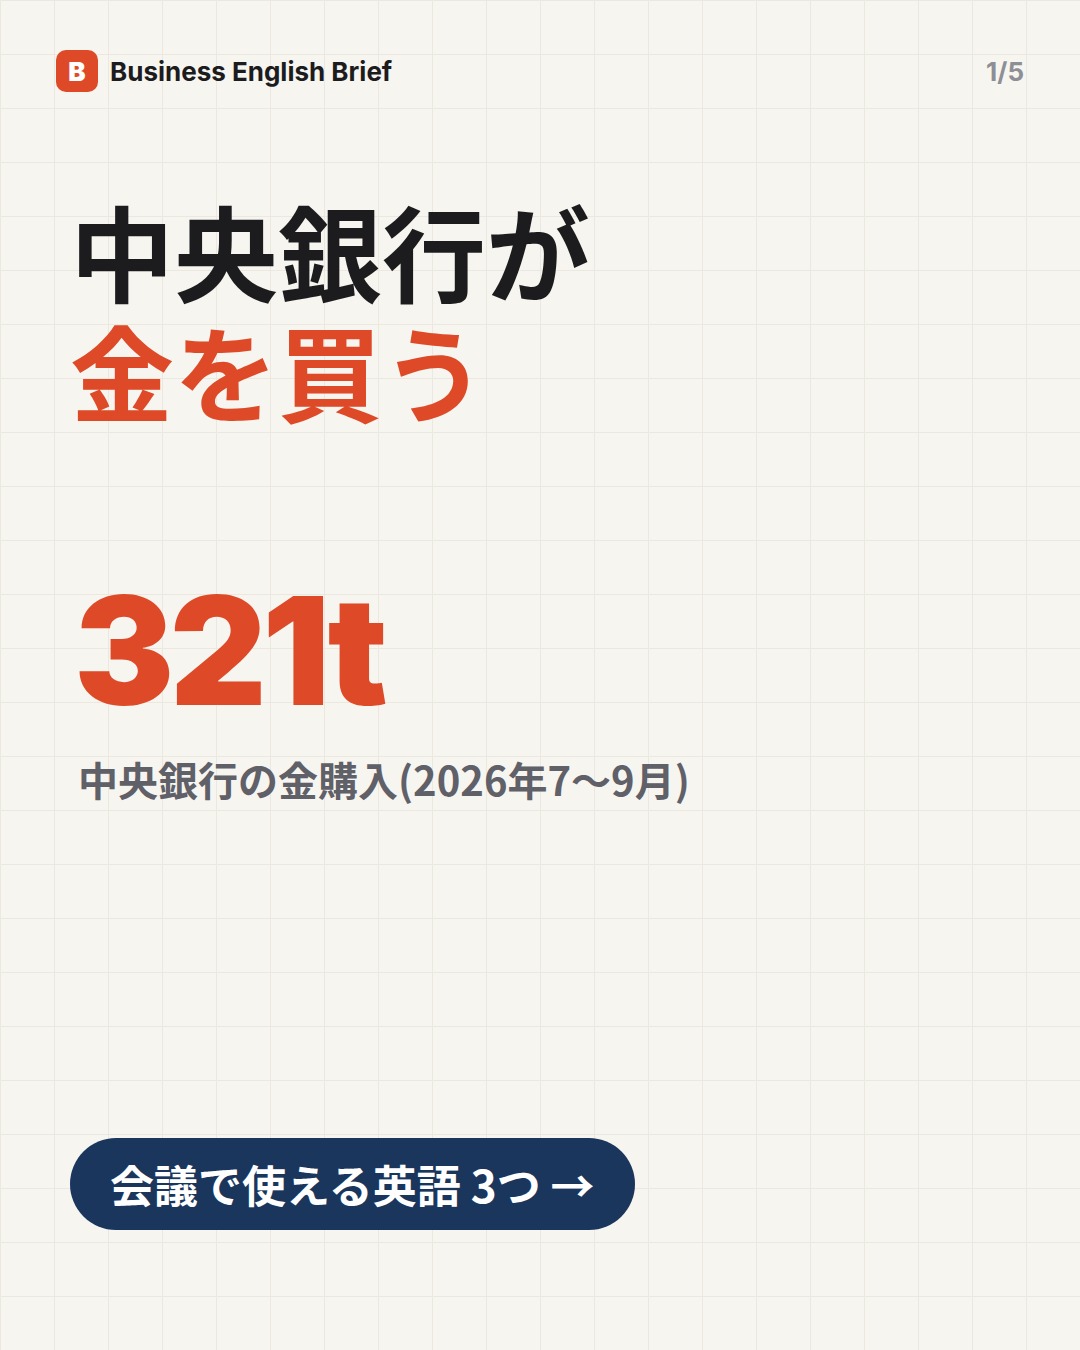 B Business English Brief
1/5
中央銀行が
金を買う
321t
中央銀行の金購入(2026年7〜9月)
会議で使える英語 3つ →